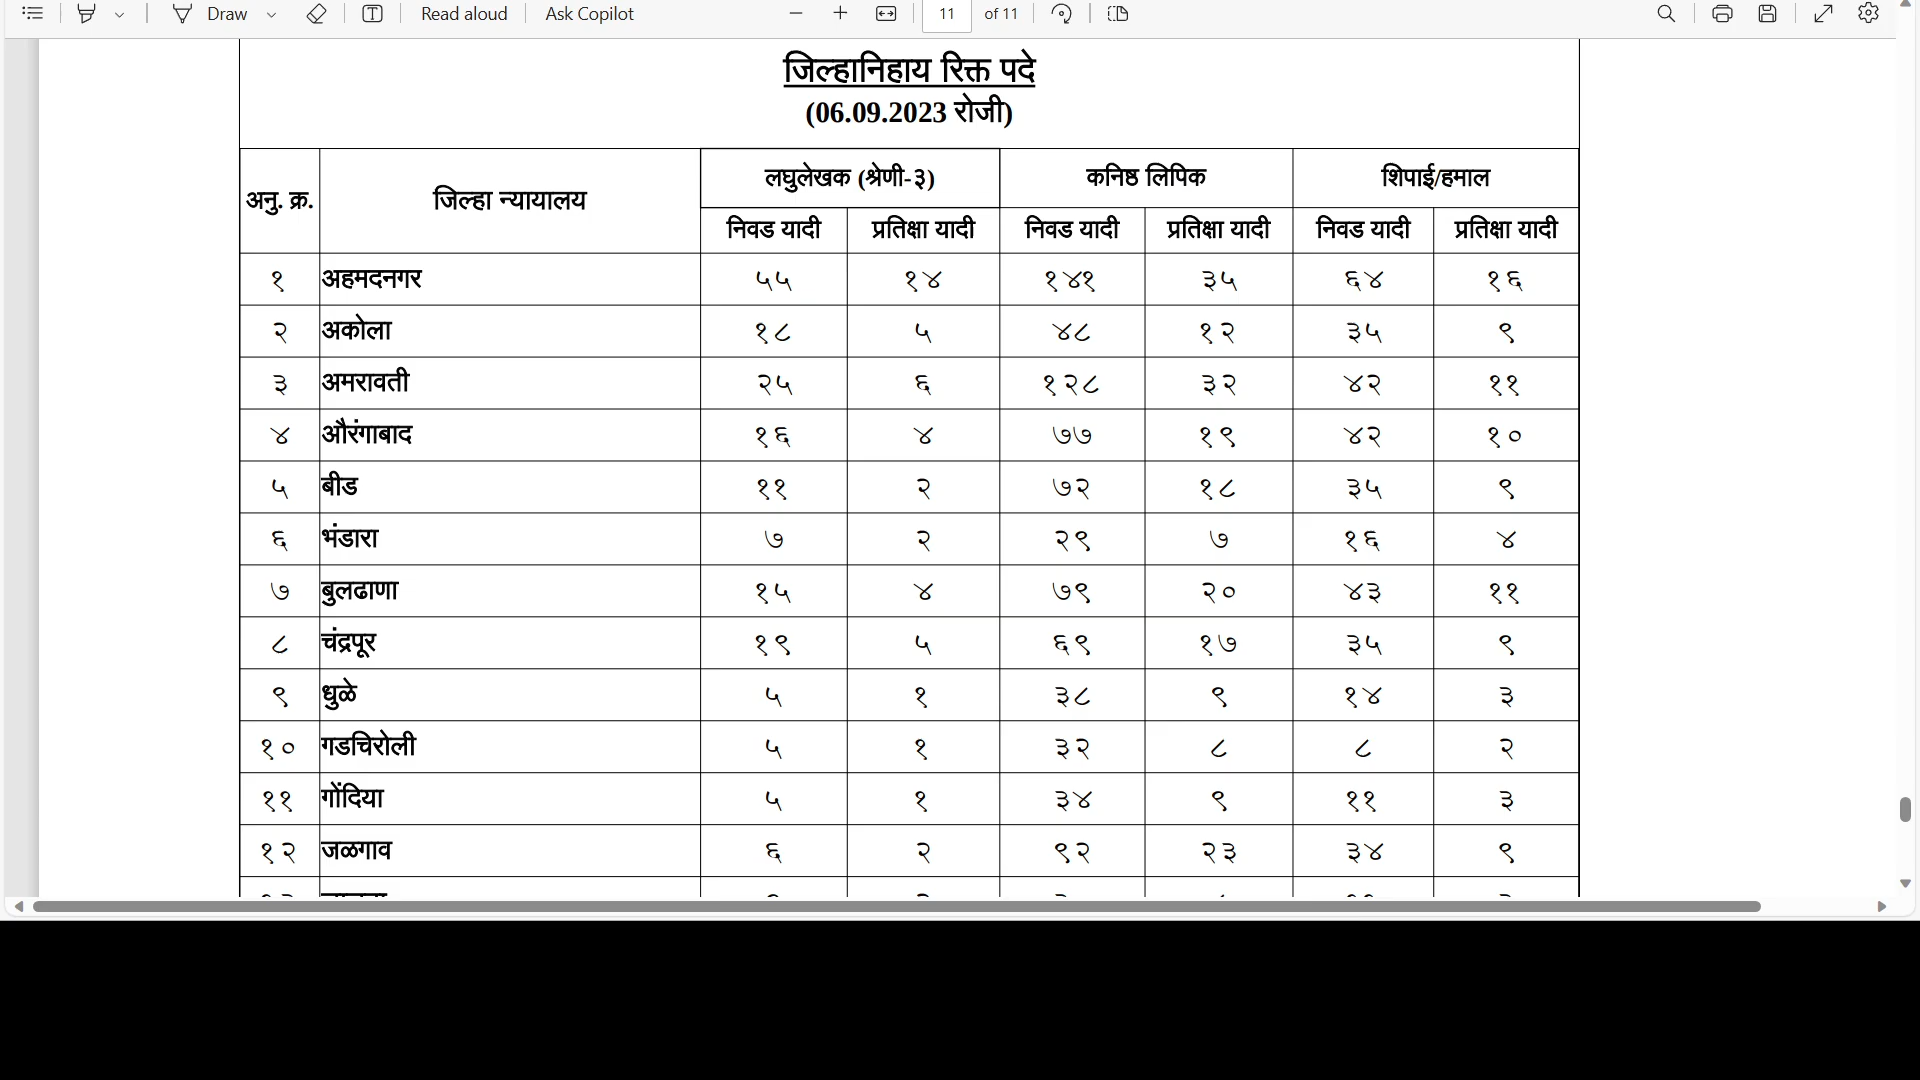 Draw Read aloud Ask Copilot 11 of 11
जिल्हानिहाय रिक्त पदे
(06.09.2023 रोजी)
अनु. क्र. जिल्हा न्यायालय लघुलेखक (श्रेणी-३) कनिष्ठ लिपिक शिपाई/हमाल
निवड यादी प्रतिक्षा यादी निवड यादी प्रतिक्षा यादी निवड यादी प्रतिक्षा यादी
१ अहमदनगर ५५ १४ १४१ ३५ ६४ १६
२ अकोला १८ ५ ४८ १२ ३५ ९
३ अमरावती २५ ६ १२८ ३२ ४२ ११
४ औरंगाबाद १६ ४ ७७ १९ ४२ १०
५ बीड ११ २ ७२ १८ ३५ ९
६ भंडारा ७ २ २९ ७ १६ ४
७ बुलढाणा १५ ४ ७९ २० ४३ ११
८ चंद्रपूर १९ ५ ६९ १७ ३५ ९
९ धुळे ५ १ ३८ ९ १४ ३
१० गडचिरोली ५ १ ३२ ८ ८ २
११ गोंदिया ५ १ ३४ ९ ११ ३
१२ जळगाव ६ २ ९२ २३ ३४ ९